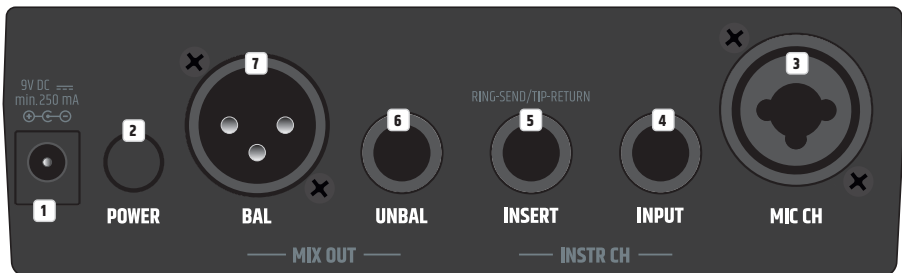 7
3
9V DC
min.250 mA
RING-SEND/TIP-RETURN
2
6
5
4
1
POWER
BAL
UNBAL
INSERT
INPUT
MIC CH
MIX OUT
INSTR CH